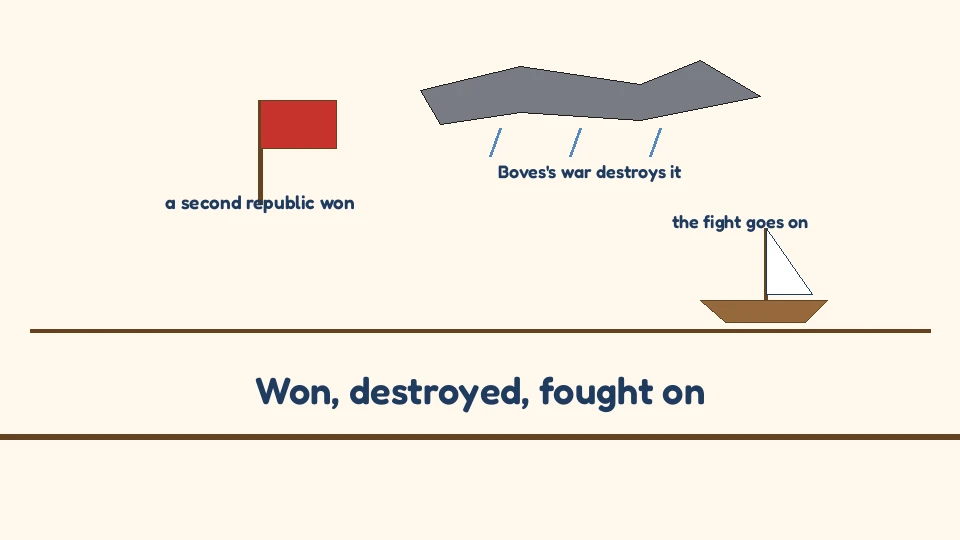 a second republic won
Boves's war destroys it
the fight goes on
Won, destroyed, fought on